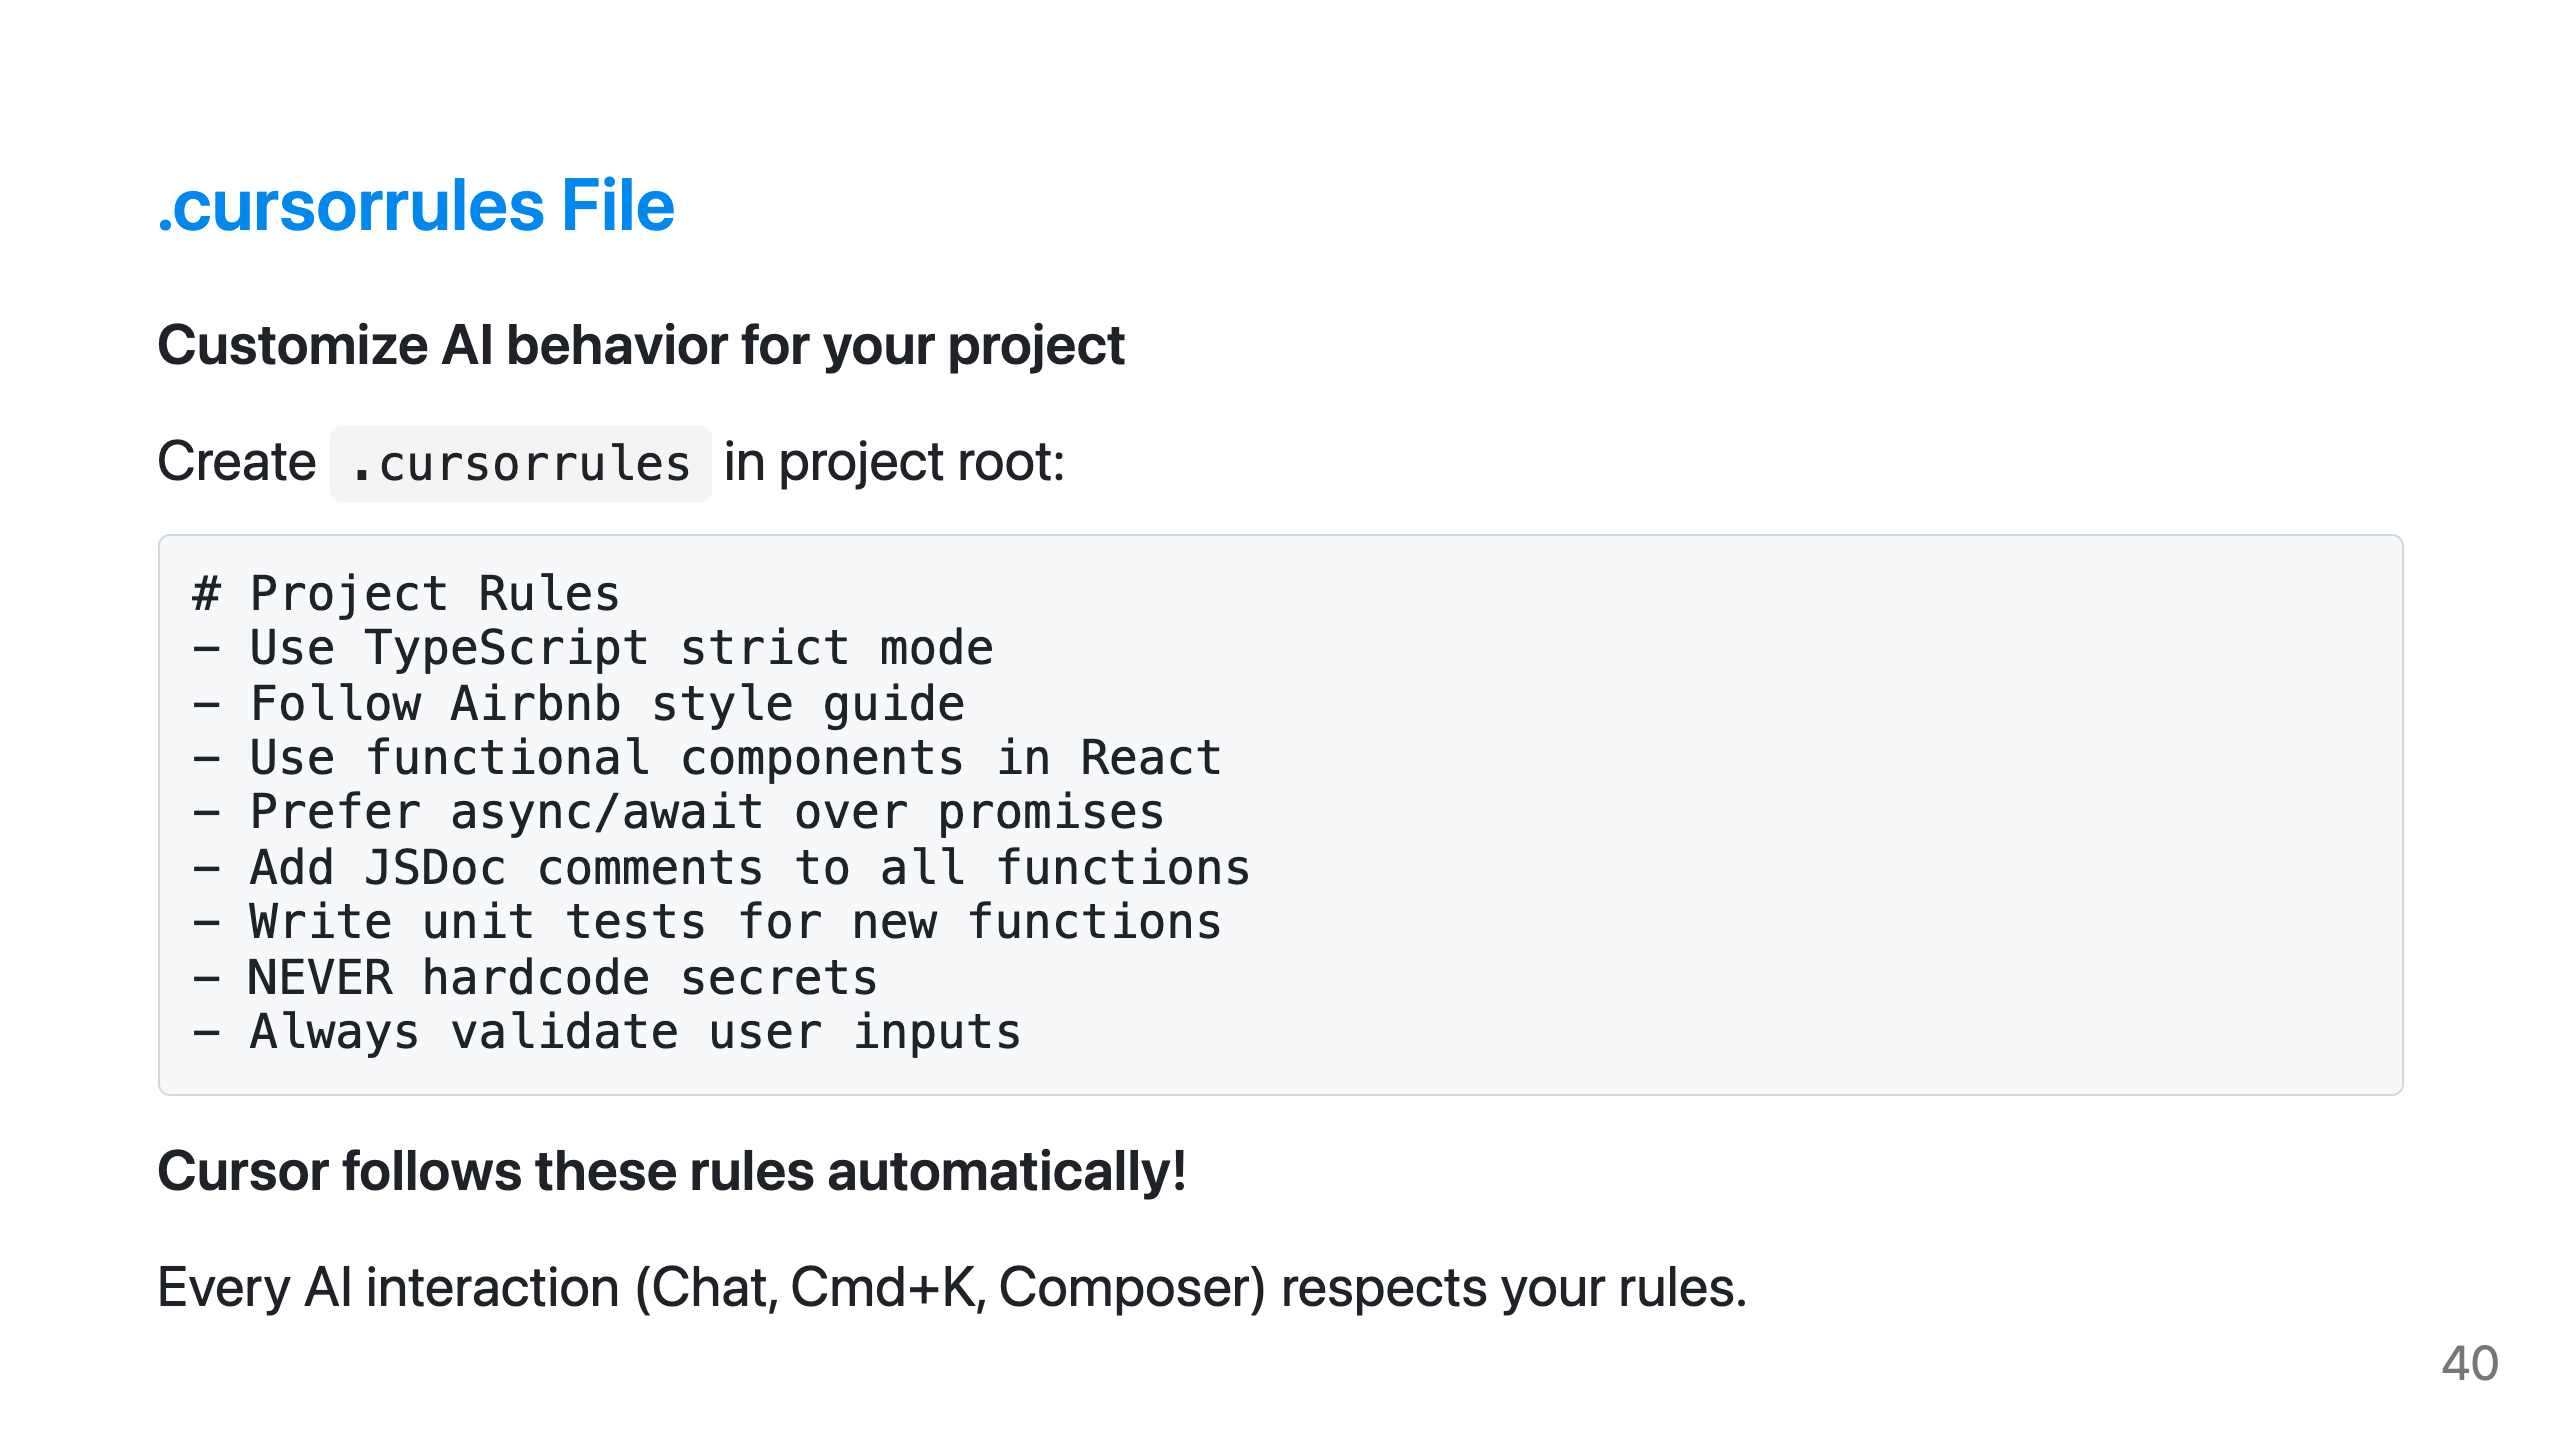 .cursorrules File
Customize AI behavior for your project
Create .cursorrules in project root:
# Project Rules
- Use TypeScript strict mode
- Follow Airbnb style guide
- Use functional components in React
- Prefer async/await over promises
- Add JSDoc comments to all functions
- Write unit tests for new functions
- NEVER hardcode secrets
- Always validate user inputs
Cursor follows these rules automatically!
Every AI interaction (Chat, Cmd+K, Composer) respects your rules.
40